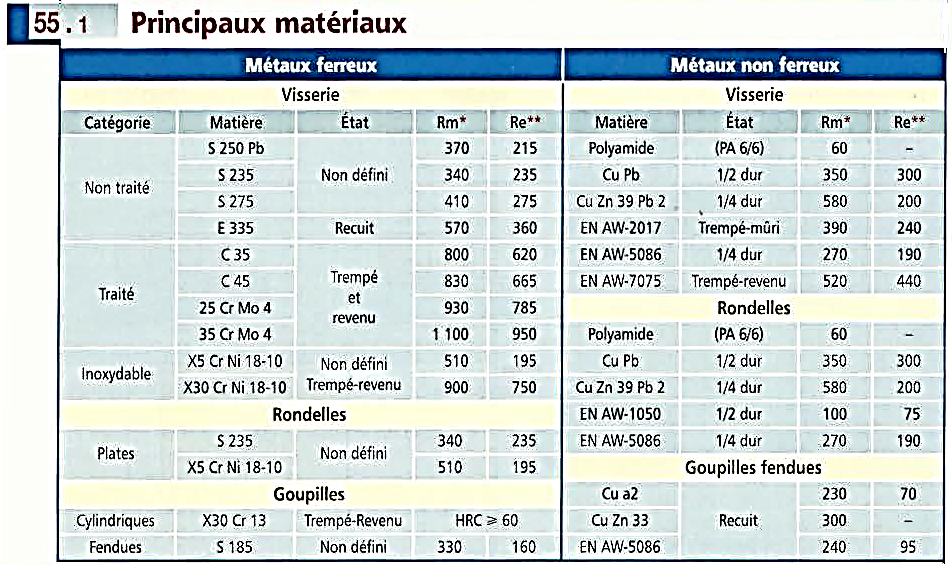 55.1 Principaux matériaux
Métaux ferreux
Visserie
Catégorie Matière État Rm* Re**
Non traité
S 250 Pb Non défini 370 215
S 235 340 235
S 275 410 275
E 335 Recuit 570 360
Traité
C 35 Trempé et revenu 800 620
C 45 830 665
25 Cr Mo 4 930 785
35 Cr Mo 4 1 100 950
Inoxydable
X5 Cr Ni 18-10 Non défini 510 195
X30 Cr Ni 18-10 Trempé-revenu 900 750
Rondelles
Plates
S 235 Non défini 340 235
X5 Cr Ni 18-10 510 195
Goupilles
Cylindriques X30 Cr 13 Trempé-Revenu HRC ⩾ 60
Fendues S 185 Non défini 330 160
Métaux non ferreux
Visserie
Matière État Rm* Re**
Polyamide (PA 6/6) 60 –
Cu Pb 1/2 dur 350 300
Cu Zn 39 Pb 2 1/4 dur 580 200
EN AW-2017 Trempé-mûri 390 240
EN AW-5086 1/4 dur 270 190
EN AW-7075 Trempé-revenu 520 440
Rondelles
Polyamide (PA 6/6) 60 –
Cu Pb 1/2 dur 350 300
Cu Zn 39 Pb 2 1/4 dur 580 200
EN AW-1050 1/2 dur 100 75
EN AW-5086 1/4 dur 270 190
Goupilles fendues
Cu a2 Recuit 230 70
Cu Zn 33 300 –
EN AW-5086 240 95